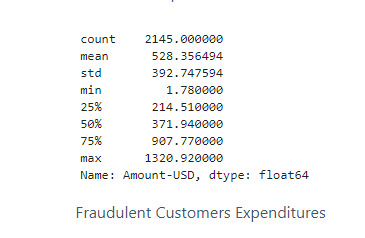 count 2145.000000
mean 528.356494
std 392.747594
min 1.780000
25% 214.510000
50% 371.940000
75% 907.770000
max 1320.920000
Name: Amount-USD, dtype: float64
Fraudulent Customers Expenditures